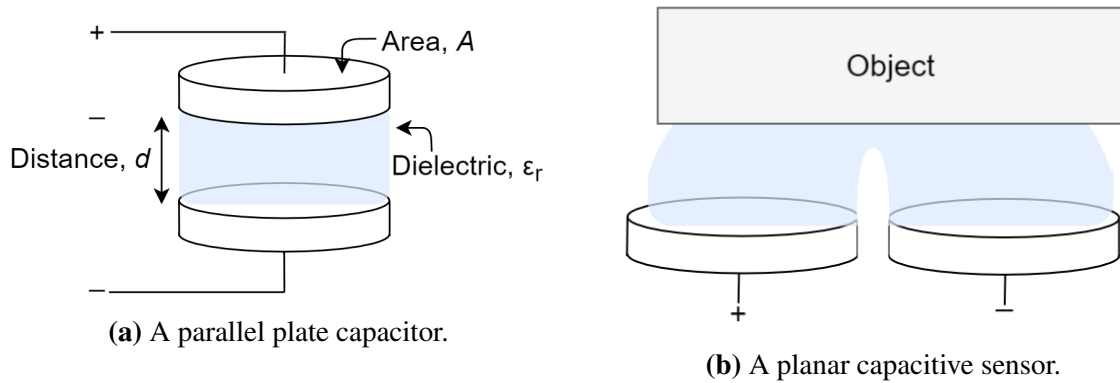 +
Area, A
–
Distance, d
Dielectric, εr
–
(a) A parallel plate capacitor.
Object
+
–
(b) A planar capacitive sensor.